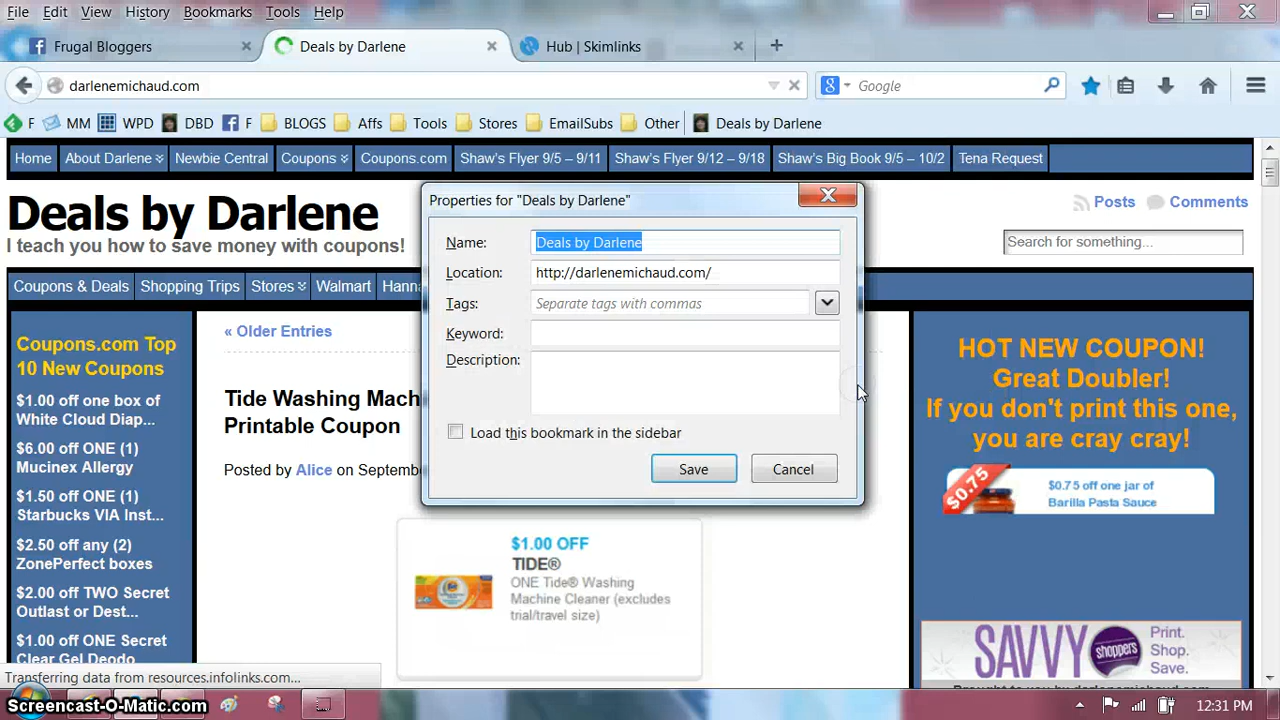 File Edit View History Bookmarks Tools Help
Frugal Bloggers
Deals by Darlene
Hub | Skimlinks
darlenemichaud.com
Google
F MM WPD DBD F BLOGS Affs Tools Stores EmailSubs Other Deals by Darlene
Home About Darlene Newbie Central Coupons Coupons.com Shaw's Flyer 9/5 – 9/11 Shaw's Flyer 9/12 – 9/18 Shaw's Big Book 9/5 – 10/2 Tena Request
Deals by Darlene
I teach you how to save money with coupons!
Posts Comments
Search for something...
Coupons & Deals Shopping Trips Stores Walmart Hanna
Properties for "Deals by Darlene"
Name: Deals by Darlene
Location: http://darlenemichaud.com/
Tags: Separate tags with commas
Keyword:
Description:
Load this bookmark in the sidebar
Save Cancel
Coupons.com Top
10 New Coupons
$1.00 off one box of
White Cloud Diap...
$6.00 off ONE (1)
Mucinex Allergy
$1.50 off ONE (1)
Starbucks VIA Inst...
$2.50 off any (2)
ZonePerfect boxes
$2.00 off TWO Secret
Outlast or Dest...
$1.00 off ONE Secret
Clear Gel Deodo
« Older Entries
Tide Washing Mach
Printable Coupon
Posted by Alice on Septembe
$1.00 OFF
TIDE®
ONE Tide® Washing
Machine Cleaner (excludes
trial/travel size)
HOT NEW COUPON!
Great Doubler!
If you don't print this one,
you are cray cray!
$0.75
$0.75 off one jar of
Barilla Pasta Sauce
SAVVY shoppers
Print.
Shop.
Save.
Brought to you by darlenemichaud.com
Transferring data from resources.infolinks.com...
Screencast-O-Matic.com
12:31 PM